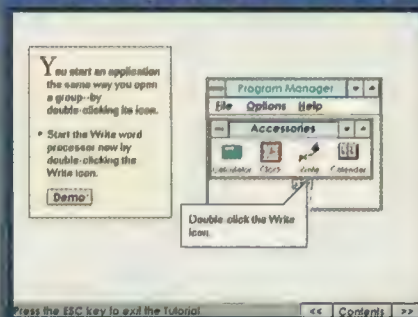 You start an application
the same way you open
a group--by
double-clicking its icon.
• Start the Write word
processor now by
double-clicking the
Write icon.
Demo
Program Manager
File Options Help
Accessories
Calculator Clock Write Calendar
Double-click the Write
icon.
Press the ESC key to exit the Tutorial
<< Contents >>